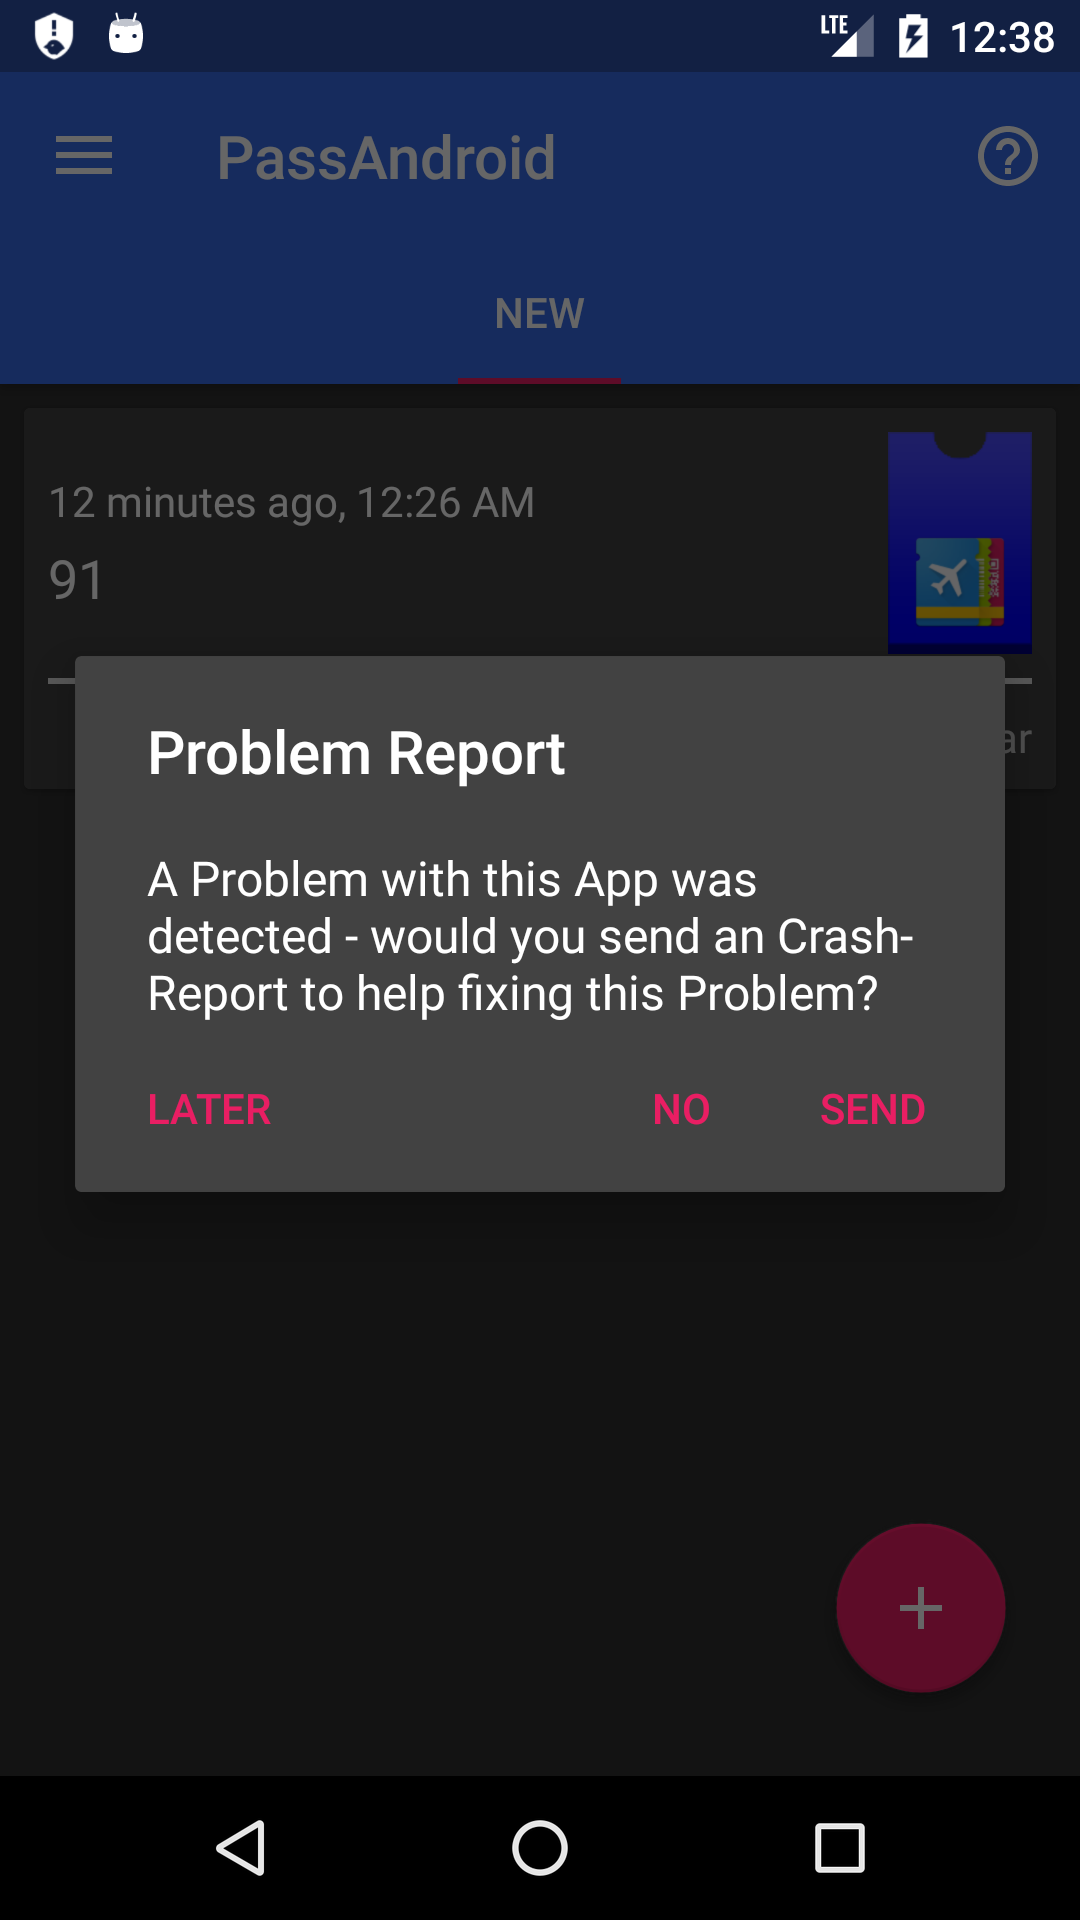 LTE 12:38
PassAndroid
NEW
12 minutes ago, 12:26 AM
91
Problem Report
A Problem with this App was
detected - would you send an Crash-
Report to help fixing this Problem?
LATER NO SEND